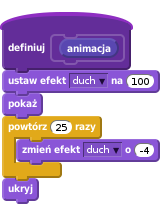 definiuj animacja
ustaw efekt duch na 100
pokaż
powtórz 25 razy
zmień efekt duch o -4
ukryj